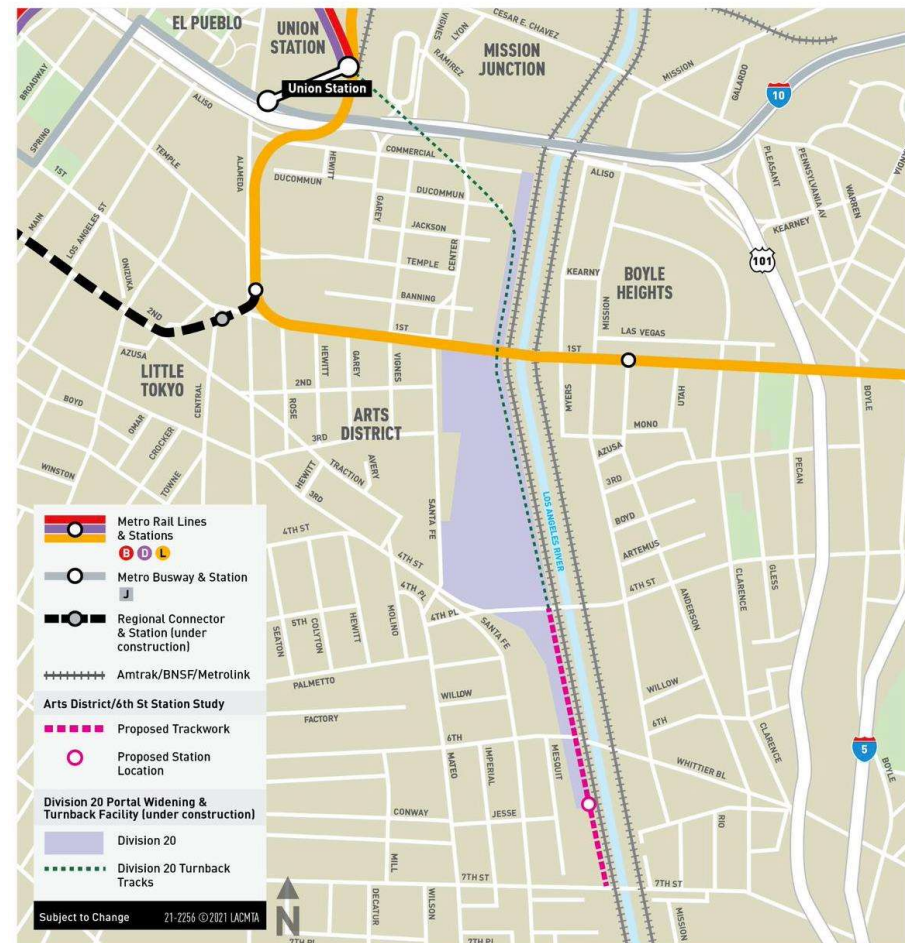 EL PUEBLO
UNION
STATION
Union Station
MISSION
JUNCTION
CESAR E. CHAVEZ
VIGNES
LYON
RAMIREZ
MISSION
GALARDO
10
BROADWAY
SPRING
ALISO
TEMPLE
1ST
MAIN
LOS ANGELES ST
ALAMEDA
COMMERCIAL
HEWITT
DUCOMMUN
GAREY
DUCOMMUN
JACKSON
CENTER
TEMPLE
BANNING
1ST
ALISO
PLEASANT
PENNSYLVANIA AV
WARREN
KEARNEY
101
KEARNY
BOYLE
HEIGHTS
MISSION
LAS VEGAS
1ST
ONIZUKA
2ND
AZUSA
LITTLE
TOKYO
CENTRAL
BOYD
OMAR
CROCKER
TOWNE
WINSTON
HEWITT
GAREY
VIGNES
2ND
ROSE
ARTS
DISTRICT
3RD
HEWITT
TRACTION
AVERY
3RD
SANTA FE
4TH ST
4TH ST
4TH PL
4TH PL
SANTA FE
MYERS
UTAH
MONO
AZUSA
3RD
BOYD
ARTEMUS
4TH ST
ANDERSON
CLARENCE
GLESS
PECAN
BOYLE
LOS ANGELES RIVER
SEATON
5TH
COLYTON
HEWITT
MOLINO
PALMETTO
FACTORY
WILLOW
6TH
MATEO
IMPERIAL
MESQUIT
CONWAY
JESSE
MILL
7TH ST
DECATUR
WILSON
7TH PL
WILLOW
6TH
WHITTIER BL
CLARENCE
RIO
7TH ST
MISSION
5
BOYLE
Metro Rail Lines
& Stations
B D L
Metro Busway & Station
J
Regional Connector
& Station (under
construction)
Amtrak/BNSF/Metrolink
Arts District/6th St Station Study
Proposed Trackwork
Proposed Station
Location
Division 20 Portal Widening &
Turnback Facility (under construction)
Division 20
Division 20 Turnback
Tracks
Subject to Change 21-2256 ©2021 LACMTA
N